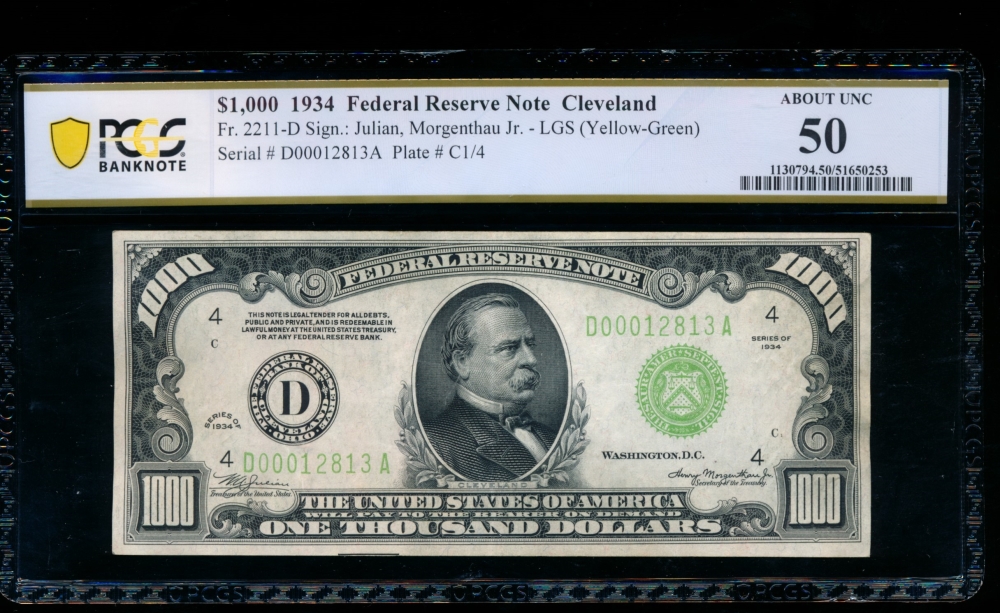 PCGS
BANKNOTE
$1,000 1934 Federal Reserve Note Cleveland
Fr. 2211-D Sign.: Julian, Morgenthau Jr. - LGS (Yellow-Green)
Serial # D00012813A Plate # C1/4
ABOUT UNC
50
1130794.50/51650253
1000
FEDERAL RESERVE NOTE
1000
4
THIS NOTE IS LEGAL TENDER FOR ALL DEBTS,
PUBLIC AND PRIVATE, AND IS REDEEMABLE IN
LAWFUL MONEY AT THE UNITED STATES TREASURY,
OR AT ANY FEDERAL RESERVE BANK.
C
D00012813A
4
SERIES OF
1934
D
SERIES OF
1934
4
D00012813A
C
WASHINGTON, D.C.
4
Treasurer of the United States
CLEVELAND
Henry Morgenthau Jr.
Secretary of the Treasury
1000
THE UNITED STATES OF AMERICA
WILL PAY TO THE BEARER ON DEMAND
ONE THOUSAND DOLLARS
1000
PCGS